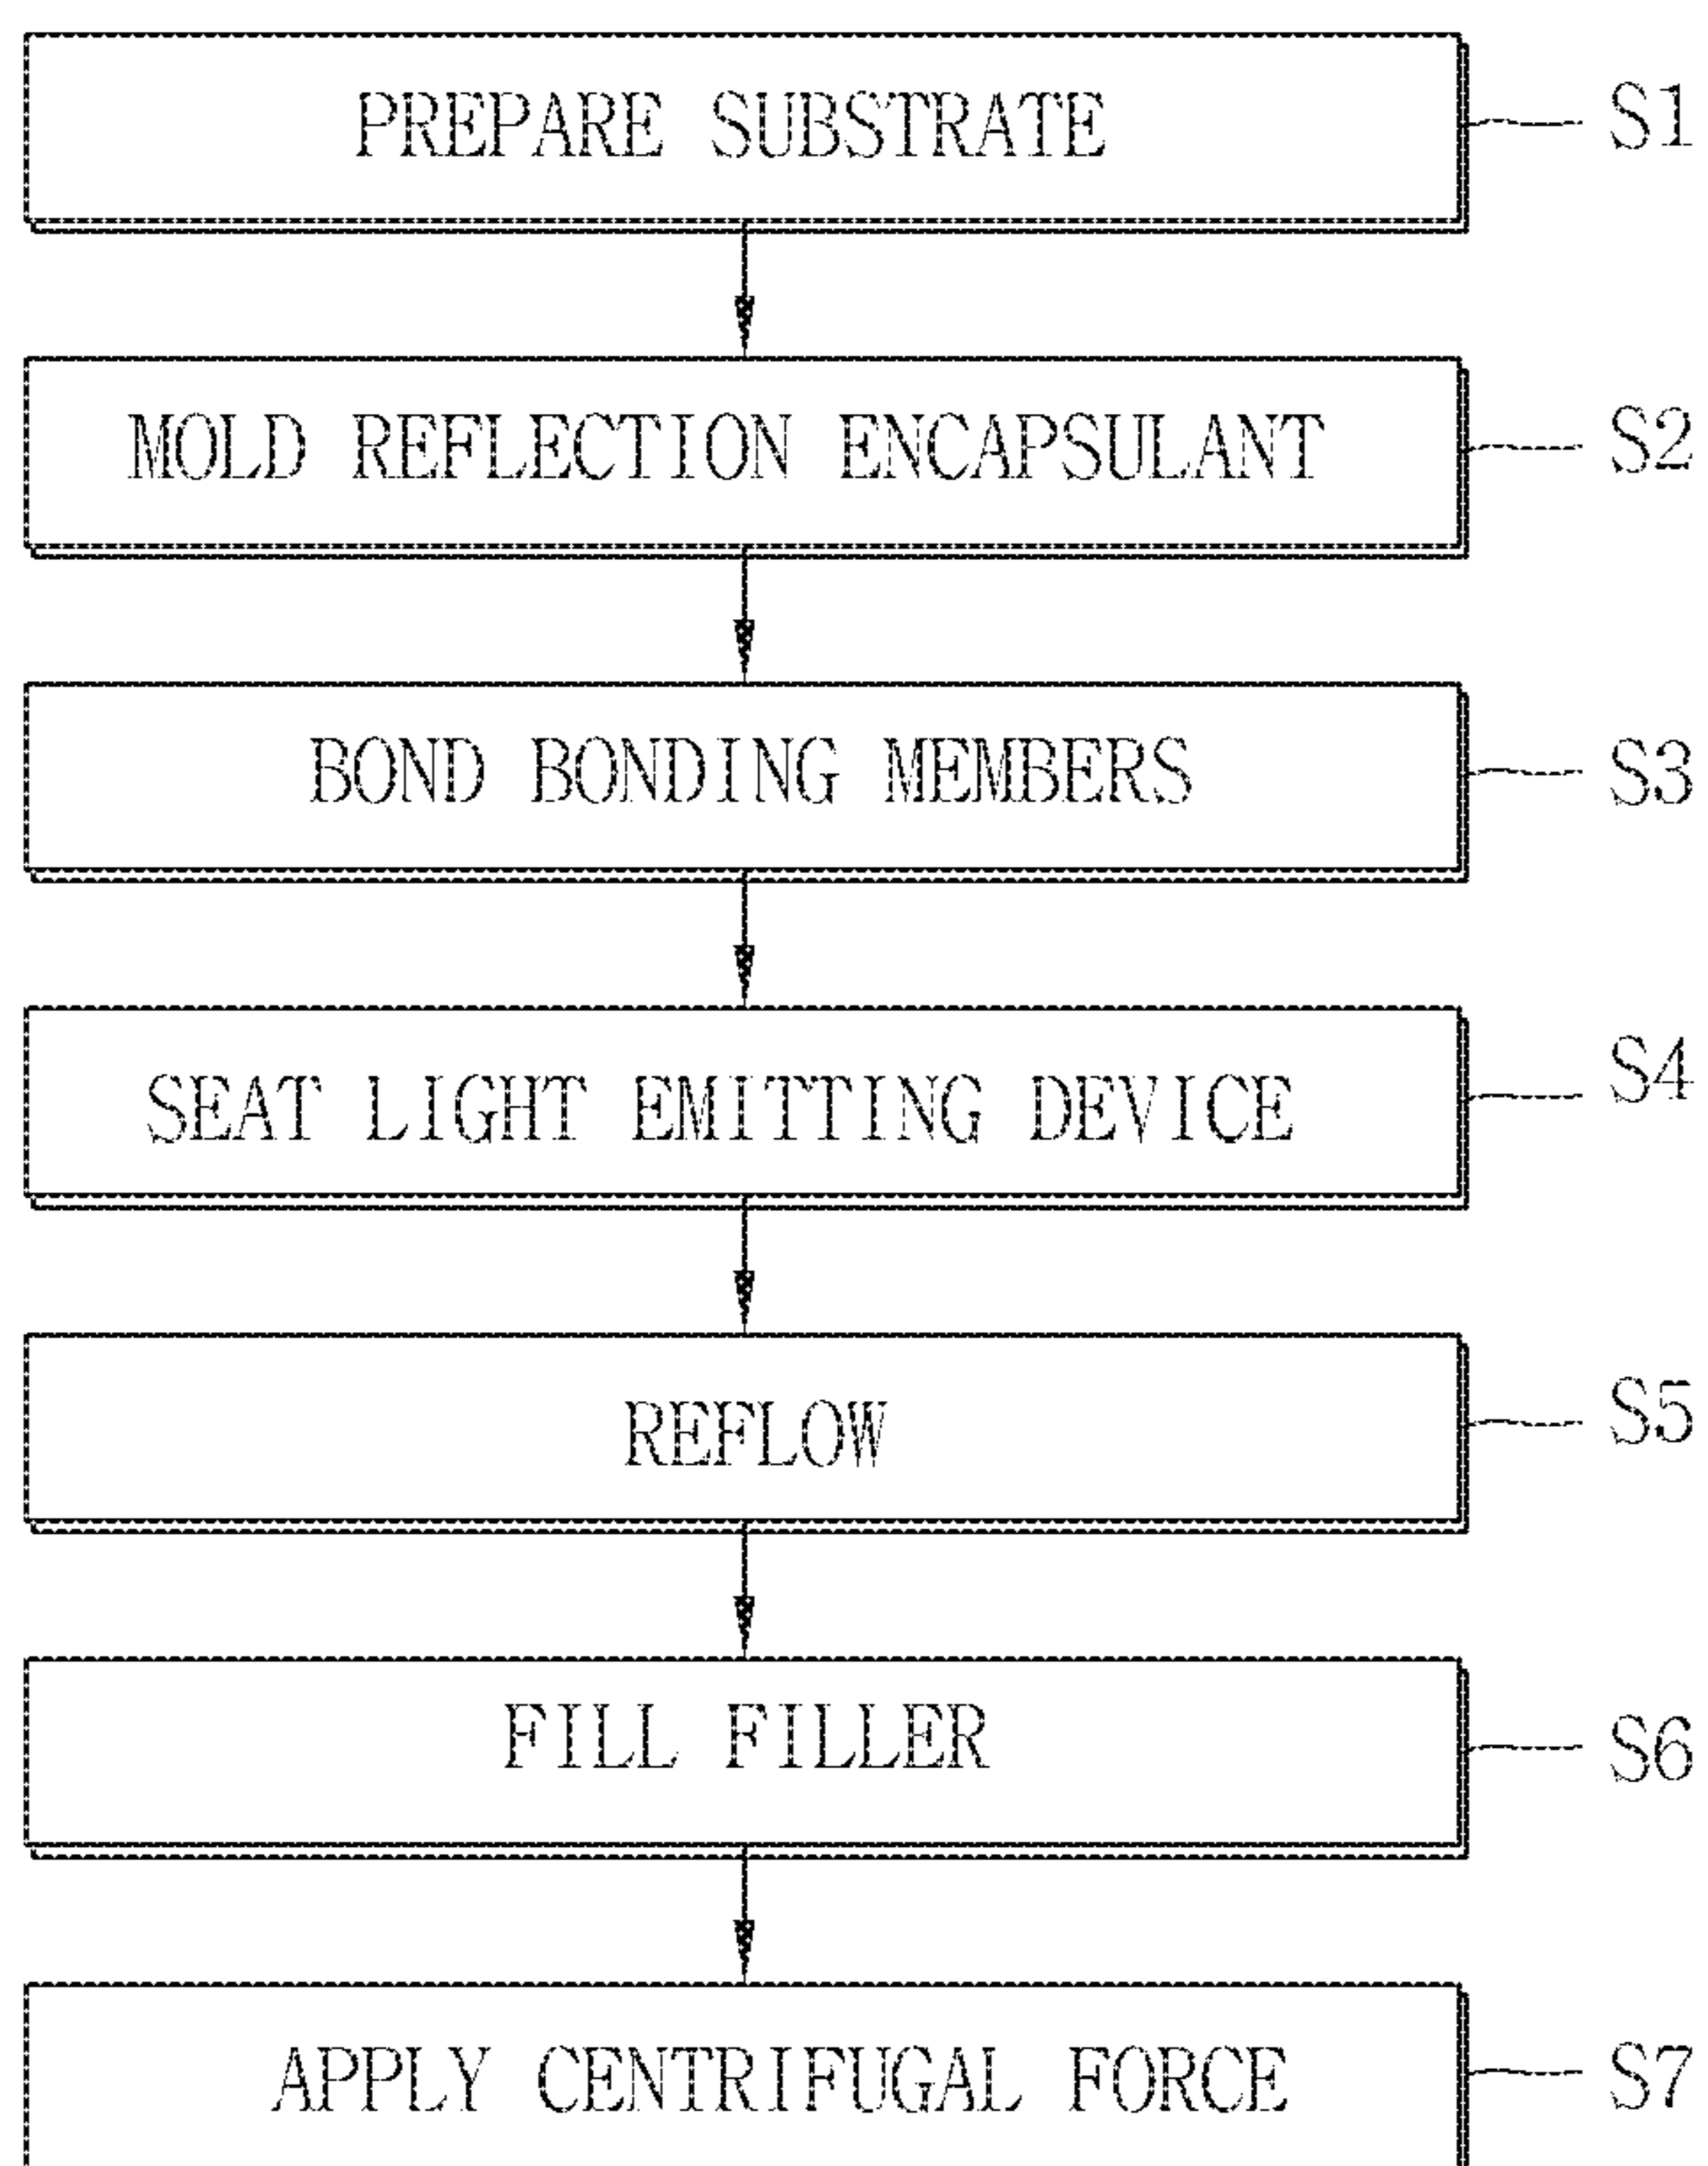 PREPARE SUBSTRATE S1
MOLD REFLECTION ENCAPSULANT S2
BOND BONDING MEMBERS S3
SEAT LIGHT EMITTING DEVICE S4
REFLOW S5
FILL FILLER S6
APPLY CENTRIFUGAL FORCE S7